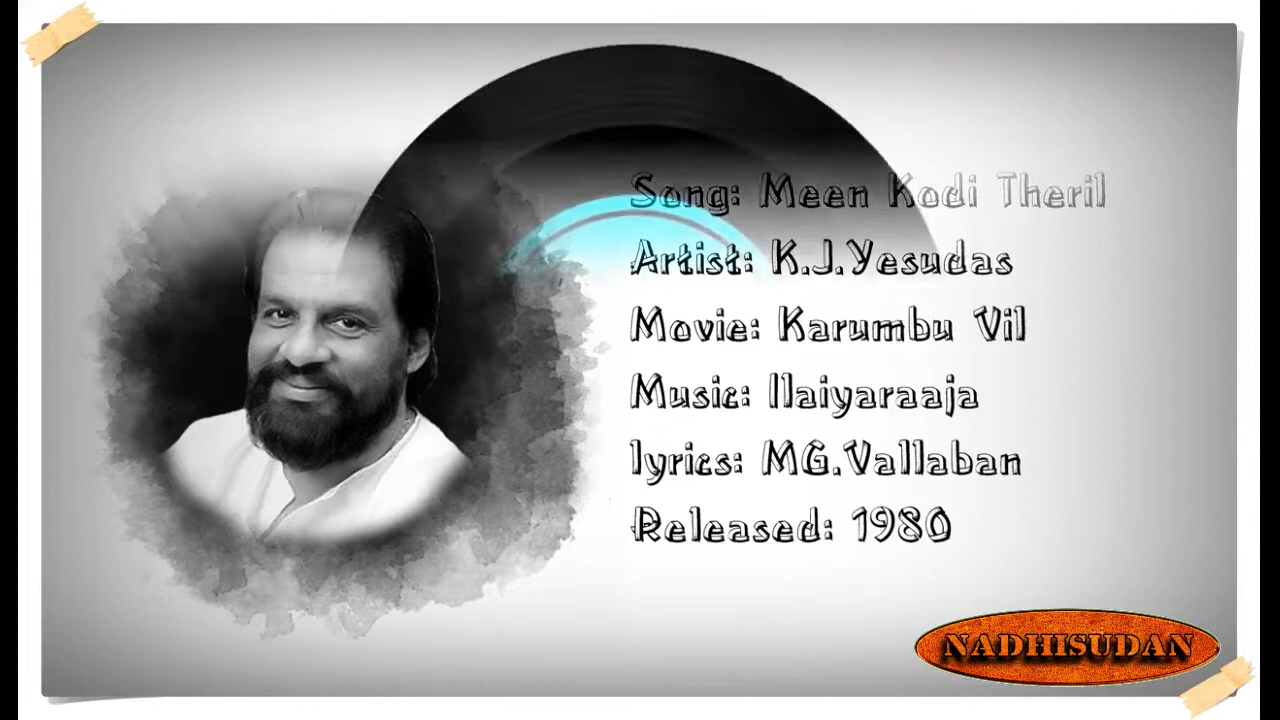 Song: Meen Kodi Theril
Artist: K.J.Yesudas
Movie: Karumbu Vil
Music: Ilaiyaraaja
lyrics: MG.Vallaban
Released: 1980
NADHISUDAN